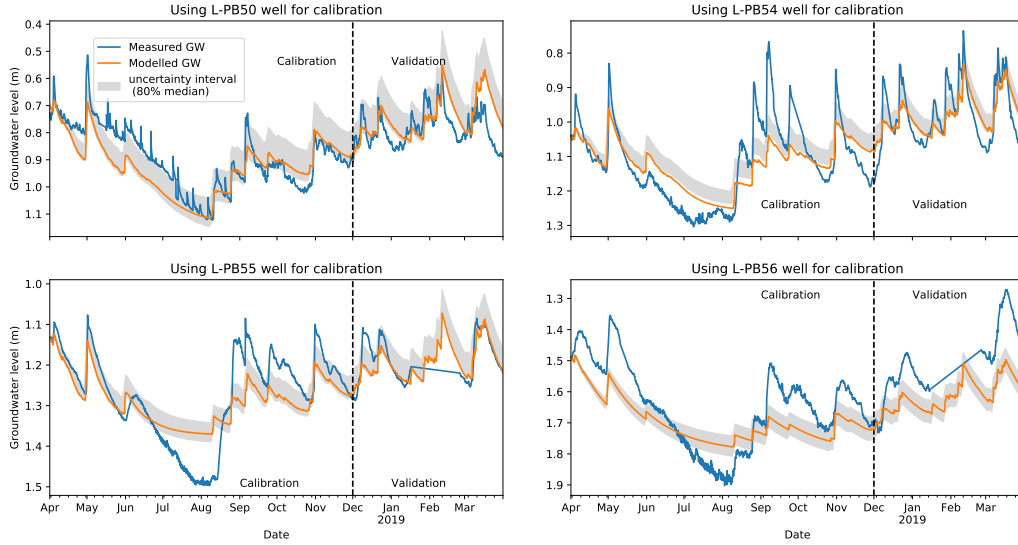 Using L-PB50 well for calibration
Using L-PB54 well for calibration
0.4
0.5
0.6
0.7
0.8
0.9
1.0
1.1
Groundwater level (m)
Measured GW
Modelled GW
uncertainty interval
(80% median)
Calibration
Validation
0.8
0.9
1.0
1.1
1.2
1.3
Calibration
Validation
Using L-PB55 well for calibration
Using L-PB56 well for calibration
1.0
1.1
1.2
1.3
1.4
1.5
Groundwater level (m)
Calibration
Validation
Apr May Jun Jul Aug Sep Oct Nov Dec Jan Feb Mar
2019
Date
1.3
1.4
1.5
1.6
1.7
1.8
1.9
Calibration
Validation
Apr May Jun Jul Aug Sep Oct Nov Dec Jan Feb Mar
2019
Date